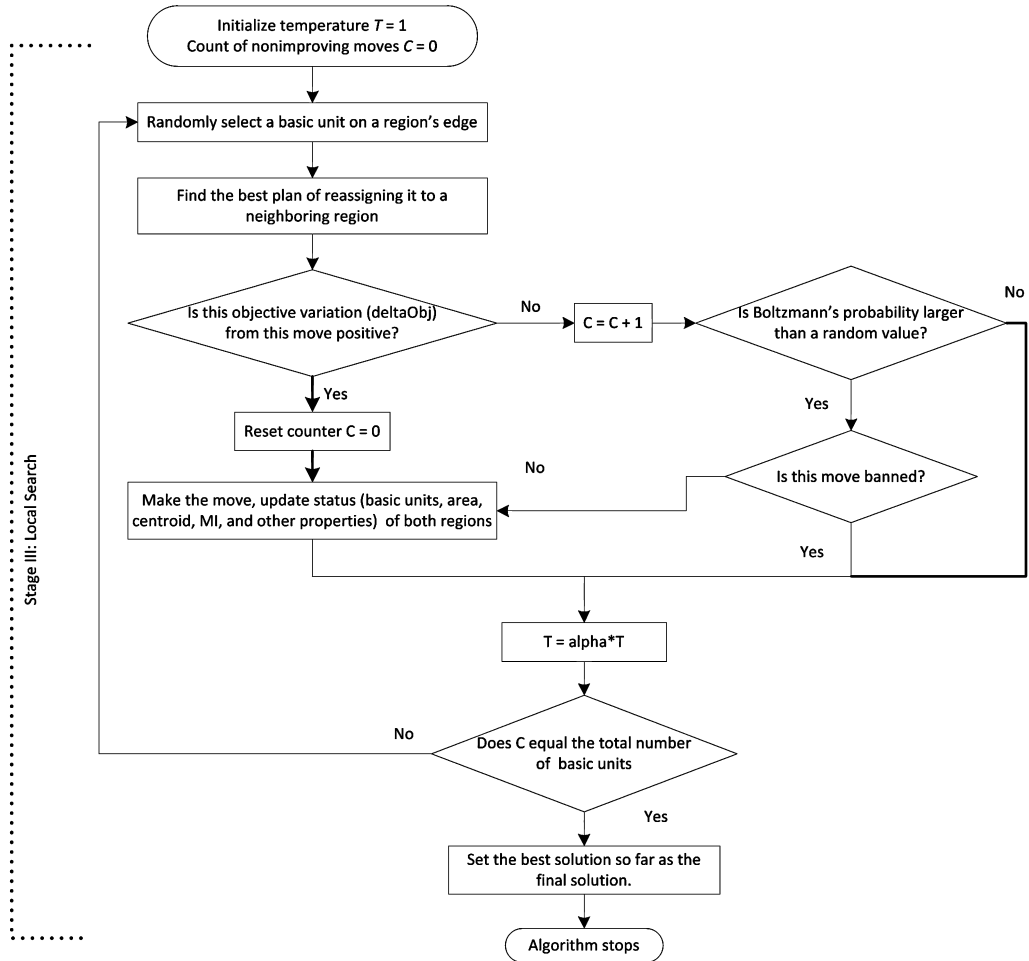 Initialize temperature T = 1
Count of nonimproving moves C = 0
Randomly select a basic unit on a region's edge
Find the best plan of reassigning it to a
neighboring region
Is this objective variation (deltaObj)
from this move positive?
No
C = C + 1
Is Boltzmann's probability larger
than a random value?
No
Yes
Reset counter C = 0
Yes
Is this move banned?
No
Make the move, update status (basic units, area,
centroid, MI, and other properties) of both regions
Yes
T = alpha*T
Does C equal the total number
of basic units
No
Yes
Set the best solution so far as the
final solution.
Algorithm stops
Stage III: Local Search